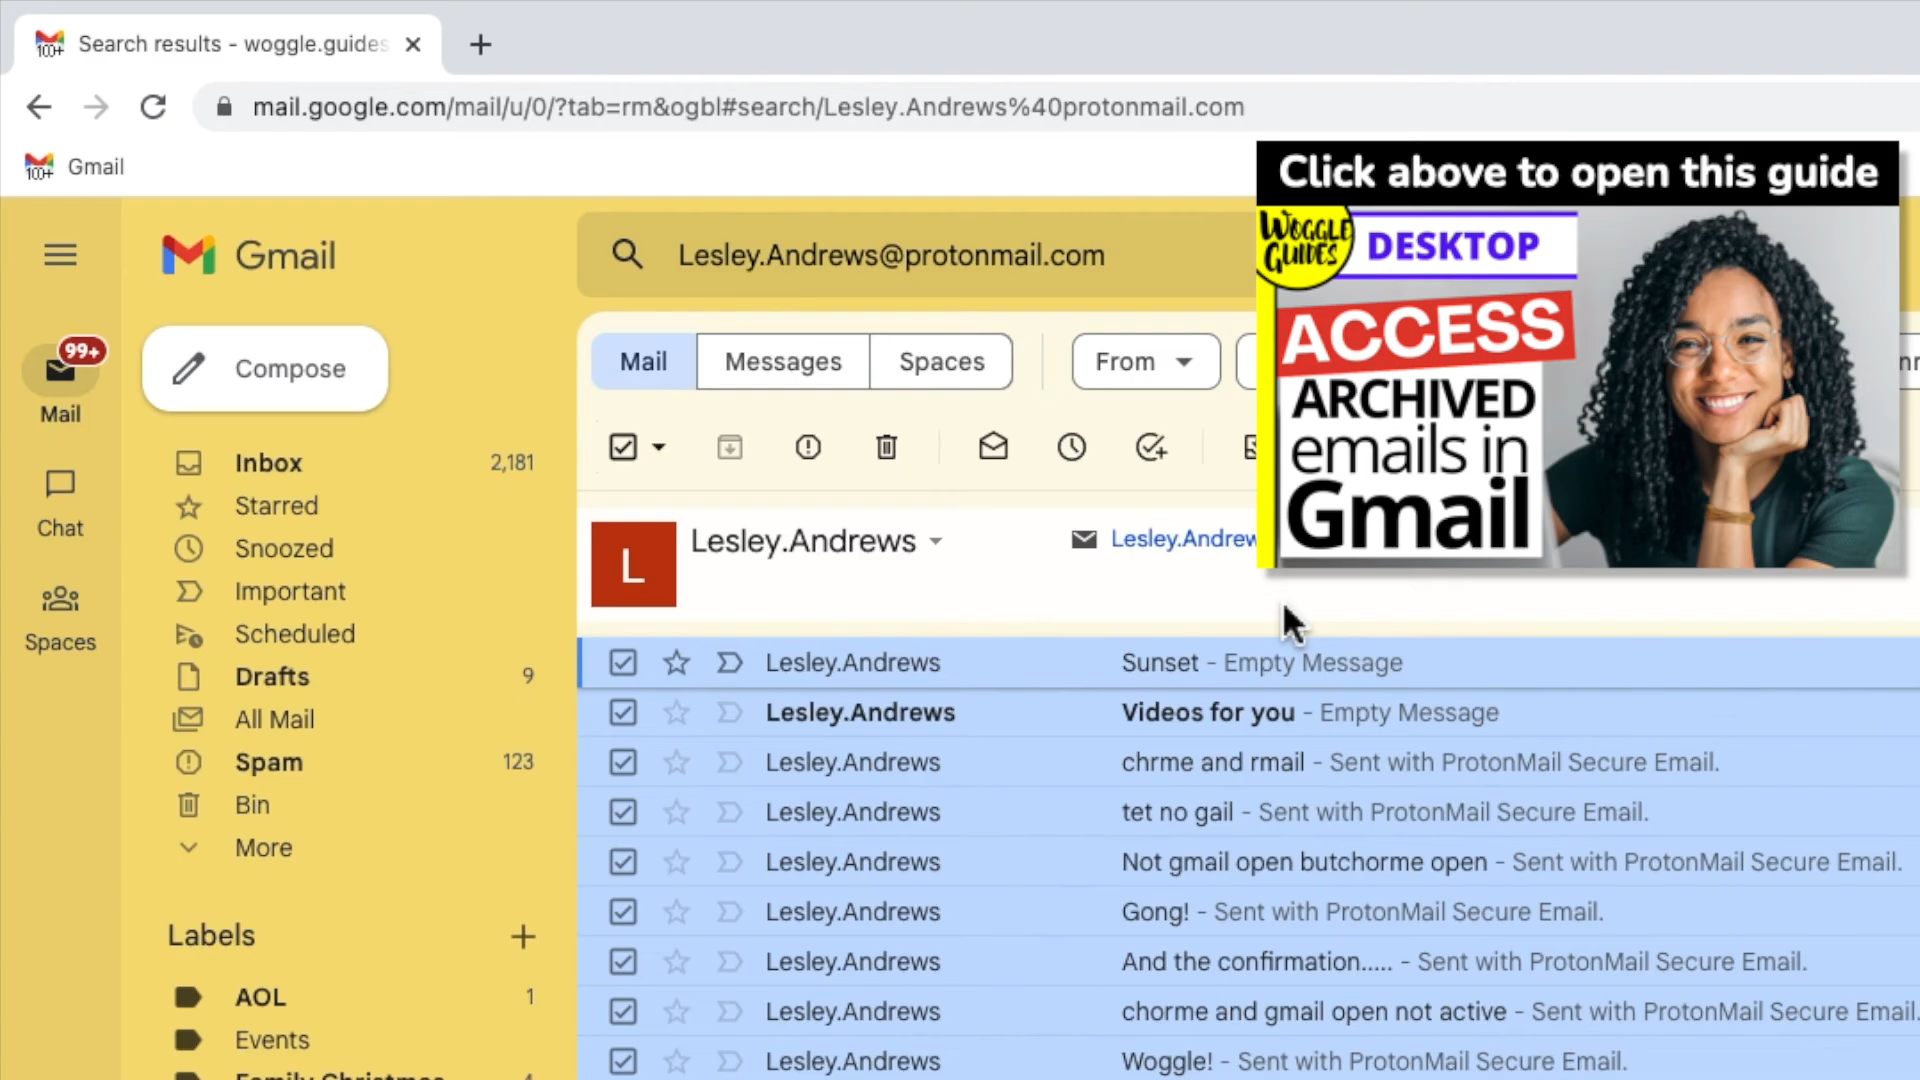 Search results - woggle.guides
100+
mail.google.com/mail/u/0/?tab=rm&ogbl#search/Lesley.Andrews%40protonmail.com
100+ Gmail
Click above to open this guide
WOGGLE GUIDES
DESKTOP
ACCESS
ARCHIVED
emails in
Gmail
Gmail
Lesley.Andrews@protonmail.com
99+
Mail
Chat
Spaces
Compose
Inbox 2,181
Starred
Snoozed
Important
Scheduled
Drafts 9
All Mail
Spam 123
Bin
More
Labels
AOL 1
Events
Family Christmas 4
Mail Messages Spaces From
L Lesley.Andrews Lesley.Andrew
Lesley.Andrews Sunset - Empty Message
Lesley.Andrews Videos for you - Empty Message
Lesley.Andrews chrme and rmail - Sent with ProtonMail Secure Email.
Lesley.Andrews tet no gail - Sent with ProtonMail Secure Email.
Lesley.Andrews Not gmail open butchorme open - Sent with ProtonMail Secure Email.
Lesley.Andrews Gong! - Sent with ProtonMail Secure Email.
Lesley.Andrews And the confirmation..... - Sent with ProtonMail Secure Email.
Lesley.Andrews chorme and gmail open not active - Sent with ProtonMail Secure Email.
Lesley.Andrews Woggle! - Sent with ProtonMail Secure Email.